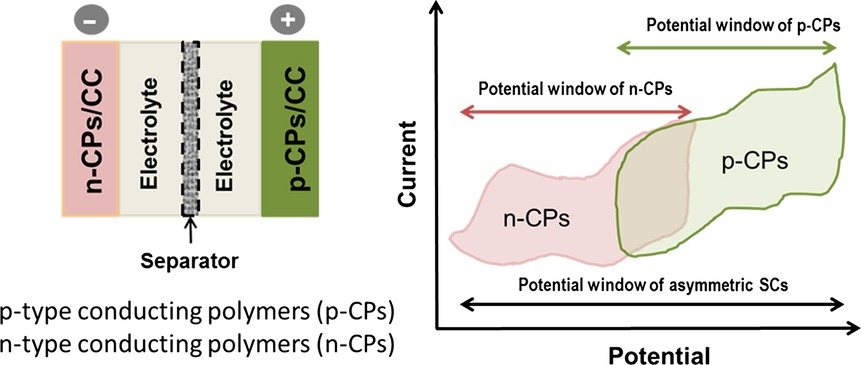 −
+
n-CPs/CC
Electrolyte
Electrolyte
p-CPs/CC
Separator
p-type conducting polymers (p-CPs)
n-type conducting polymers (n-CPs)
Potential window of p-CPs
Potential window of n-CPs
Current
p-CPs
n-CPs
Potential window of asymmetric SCs
Potential